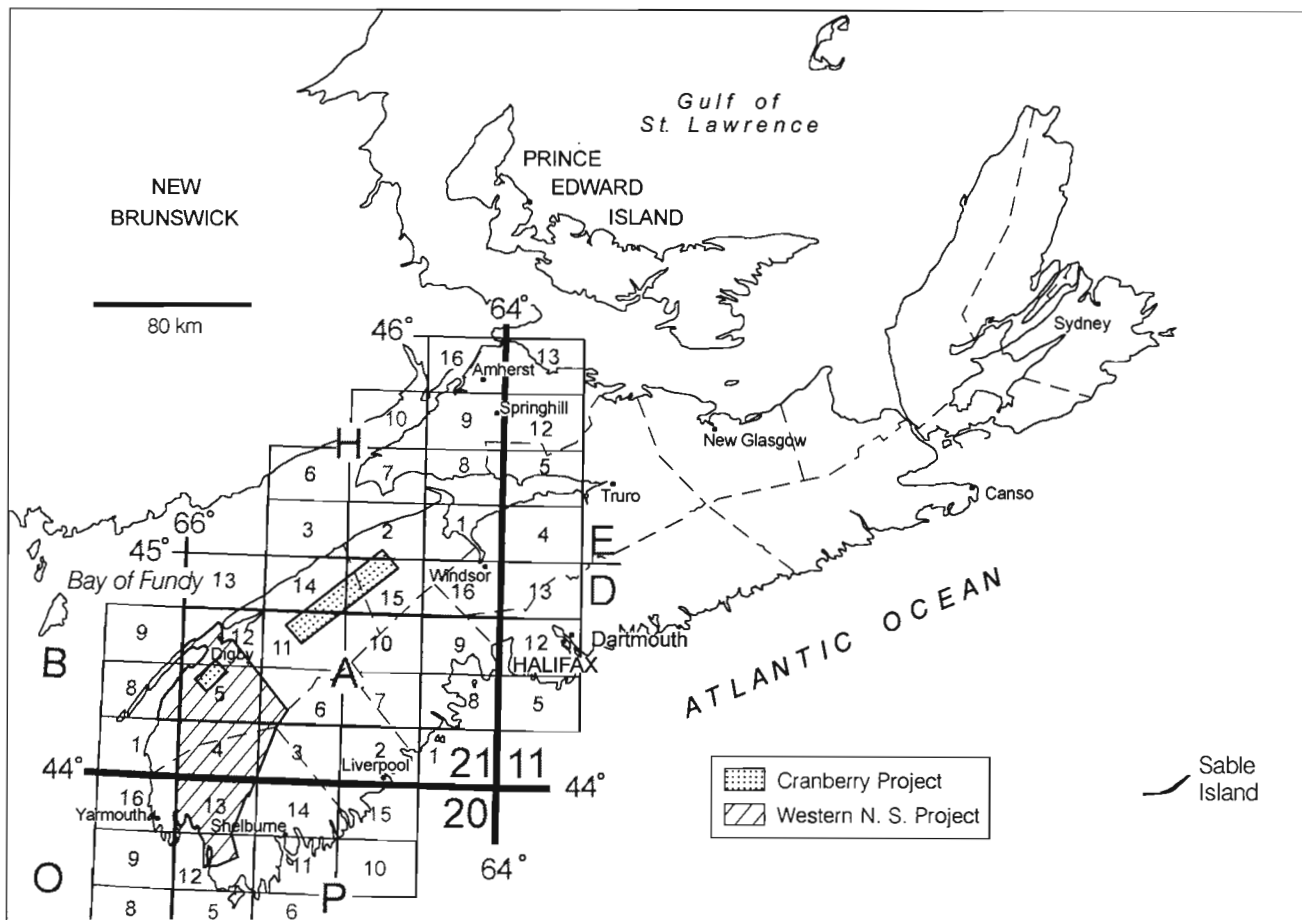 Gulf of
St. Lawrence
PRINCE
EDWARD
ISLAND
NEW
BRUNSWICK
80 km
64°
46°
16
13
Amherst
Sydney
10
9
Springhill
12
New Glasgow
H
6
7
8
5
Truro
Canso
66°
3
2
1
4
E
45°
Bay of Fundy
13
14
15
Windsor
16
13
D
9
12
Digby
11
10
9
12
Dartmouth
HALIFAX
B
8
5
A
6
7
8
5
ATLANTIC OCEAN
1
4
3
2
1
21
11
Liverpool
44°
44°
20
16
13
14
15
Yarmouth
Shelburne
64°
9
12
11
10
O
P
8
5
6
Cranberry Project
Western N. S. Project
Sable
Island